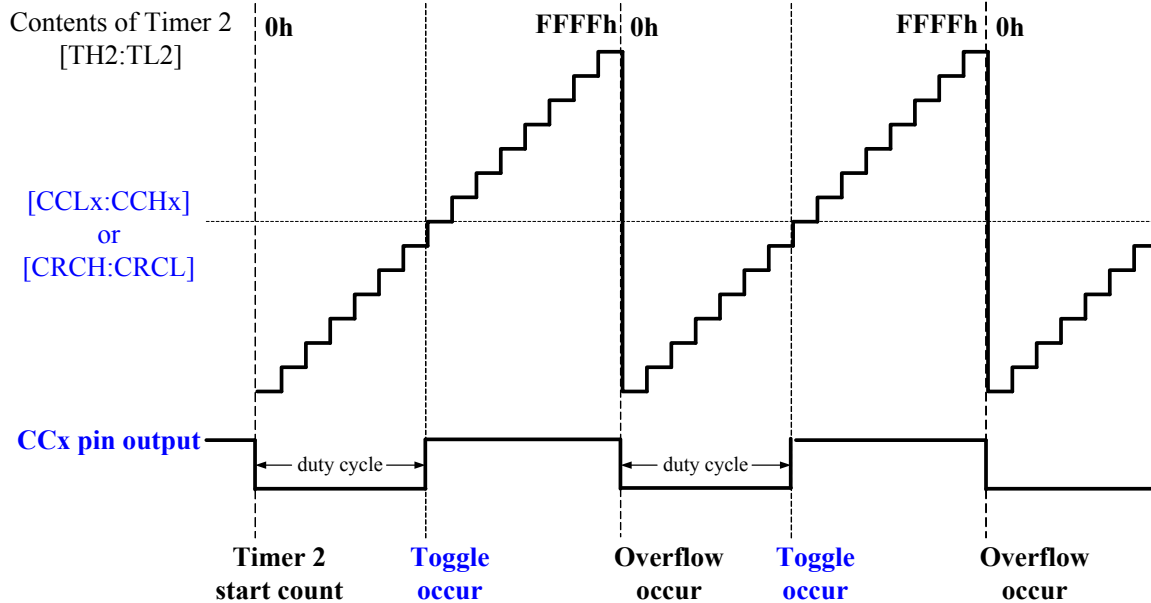 Contents of Timer 2
[TH2:TL2]
0h
FFFFh
0h
FFFFh
0h
[CCLx:CCHx]
or
[CRCH:CRCL]
CCx pin output
duty cycle
duty cycle
Timer 2
start count
Toggle
occur
Overflow
occur
Toggle
occur
Overflow
occur